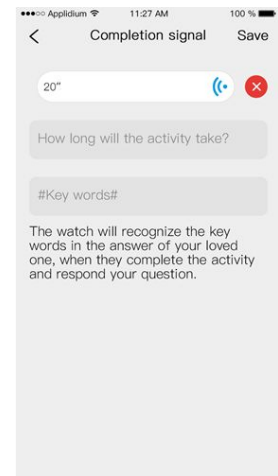 Applidium 11:27 AM 100 %
Completion signal Save
20"
How long will the activity take?
#Key words#
The watch will recognize the key
words in the answer of your loved
one, when they complete the activity
and respond your question.